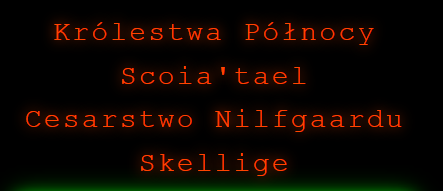 Królestwa Północy
Scoia'tael
Cesarstwo Nilfgaardu
Skellige